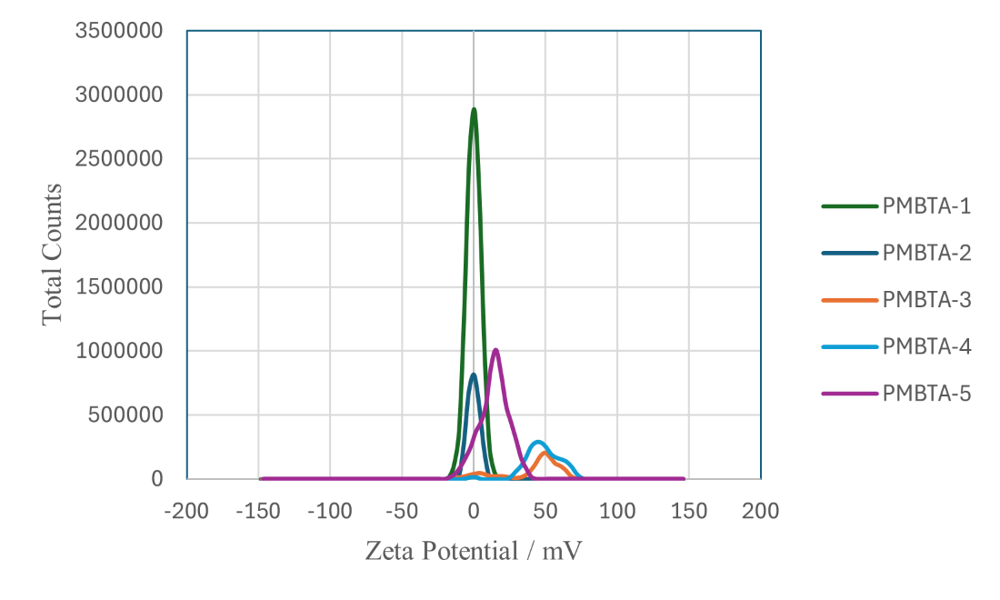 3500000
3000000
2500000
2000000
1500000
1000000
500000
0
Total Counts
-200 -150 -100 -50 0 50 100 150 200
Zeta Potential / mV
PMBTA-1
PMBTA-2
PMBTA-3
PMBTA-4
PMBTA-5